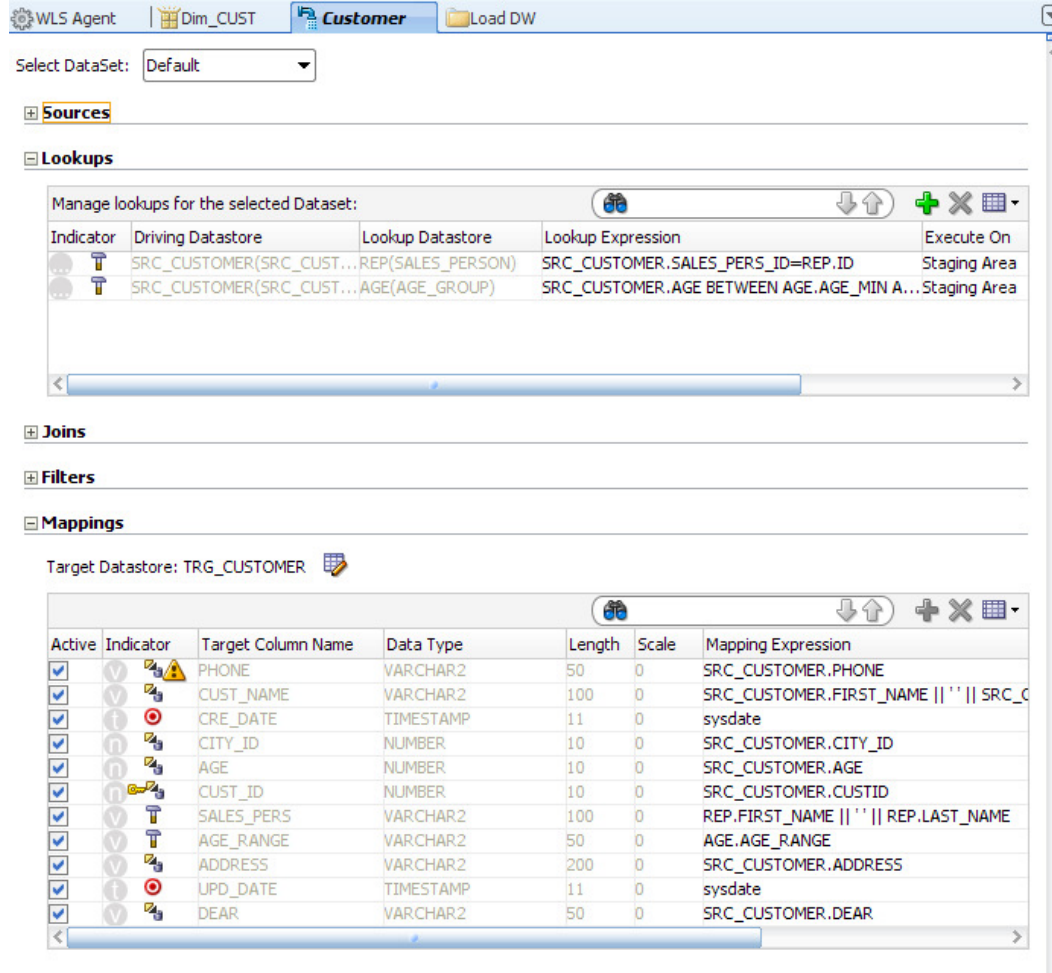 WLS Agent Dim_CUST Customer Load DW
Select DataSet: Default
Sources
Lookups
Manage lookups for the selected Dataset:
Indicator Driving Datastore Lookup Datastore Lookup Expression Execute On
SRC_CUSTOMER(SRC_CUST... REP(SALES_PERSON) SRC_CUSTOMER.SALES_PERS_ID=REP.ID Staging Area
SRC_CUSTOMER(SRC_CUST... AGE(AGE_GROUP) SRC_CUSTOMER.AGE BETWEEN AGE.AGE_MIN A... Staging Area
Joins
Filters
Mappings
Target Datastore: TRG_CUSTOMER
Active Indicator Target Column Name Data Type Length Scale Mapping Expression
v PHONE VARCHAR2 50 0 SRC_CUSTOMER.PHONE
v CUST_NAME VARCHAR2 100 0 SRC_CUSTOMER.FIRST_NAME || ' ' || SRC_C
t CRE_DATE TIMESTAMP 11 0 sysdate
n CITY_ID NUMBER 10 0 SRC_CUSTOMER.CITY_ID
n AGE NUMBER 10 0 SRC_CUSTOMER.AGE
n CUST_ID NUMBER 10 0 SRC_CUSTOMER.CUSTID
v SALES_PERS VARCHAR2 100 0 REP.FIRST_NAME || ' ' || REP.LAST_NAME
v AGE_RANGE VARCHAR2 50 0 AGE.AGE_RANGE
v ADDRESS VARCHAR2 200 0 SRC_CUSTOMER.ADDRESS
t UPD_DATE TIMESTAMP 11 0 sysdate
v DEAR VARCHAR2 50 0 SRC_CUSTOMER.DEAR